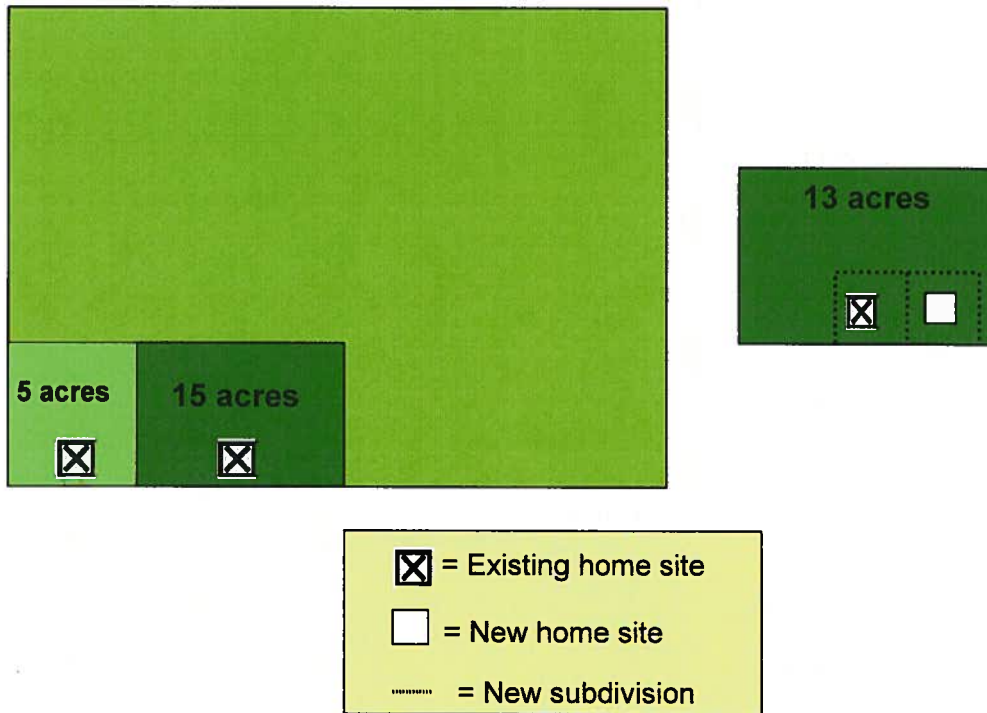 13 acres
5 acres
15 acres
= Existing home site
= New home site
= New subdivision